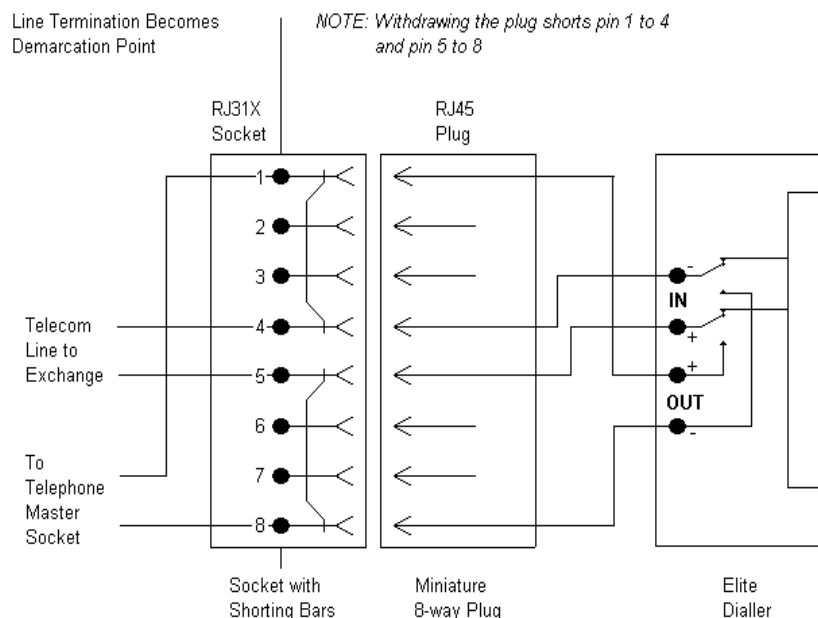 Line Termination Becomes
Demarcation Point
NOTE: Withdrawing the plug shorts pin 1 to 4
and pin 5 to 8
RJ31X
Socket
RJ45
Plug
1
2
3
4
5
6
7
8
Telecom
Line to
Exchange
To
Telephone
Master
Socket
-
IN
+
+
OUT
-
Socket with
Shorting Bars
Miniature
8-way Plug
Elite
Dialler